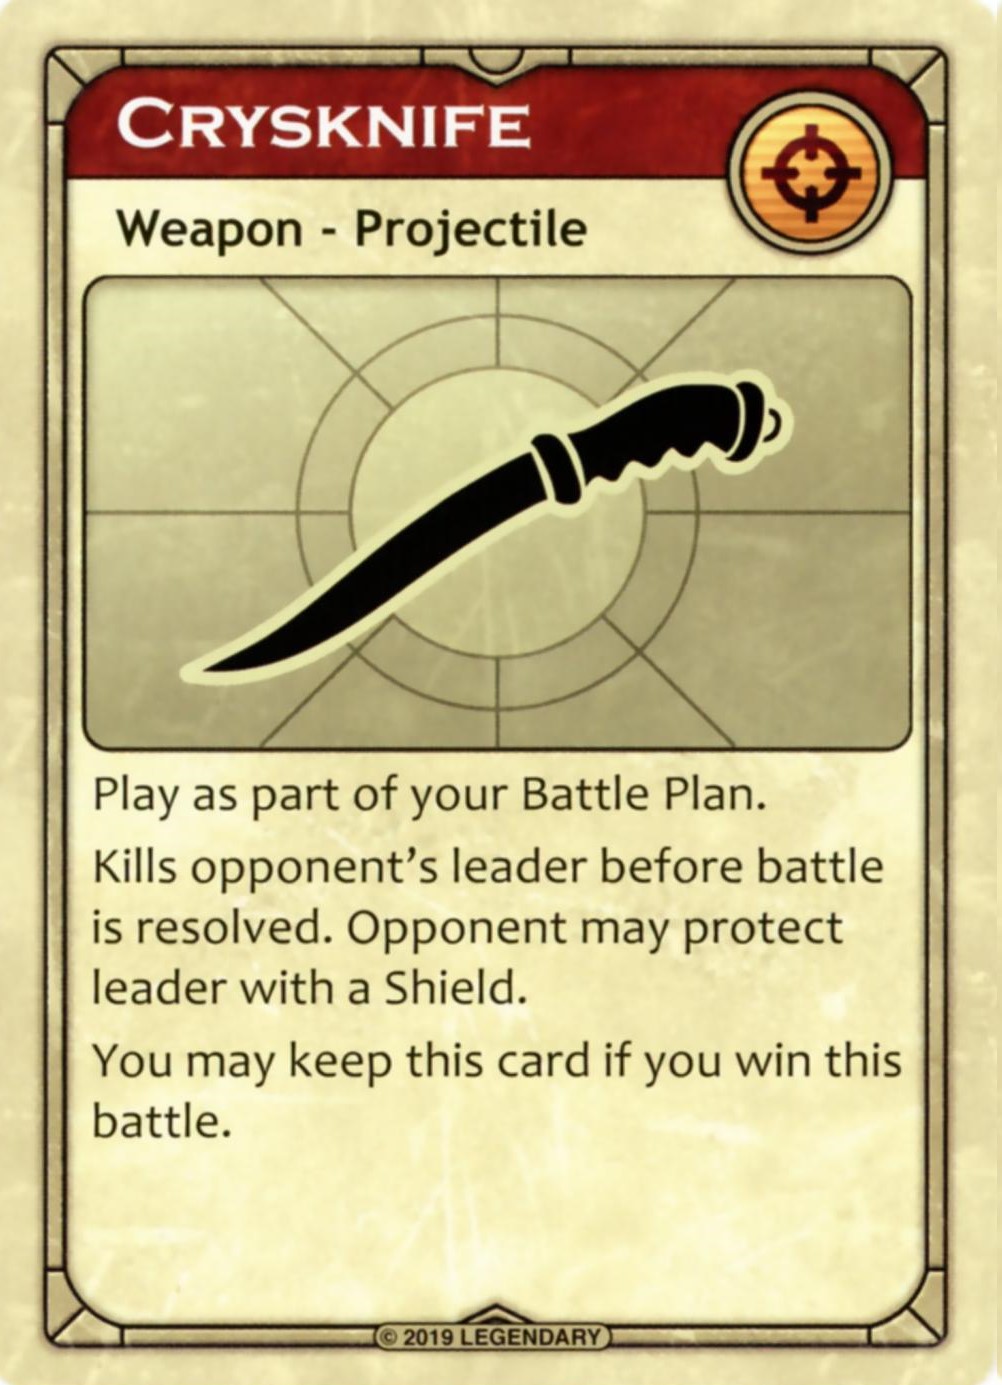 CRYSKNIFE
Weapon - Projectile
Play as part of your Battle Plan.
Kills opponent’s leader before battle
is resolved. Opponent may protect
leader with a Shield.
You may keep this card if you win this
battle.
© 2019 LEGENDARY